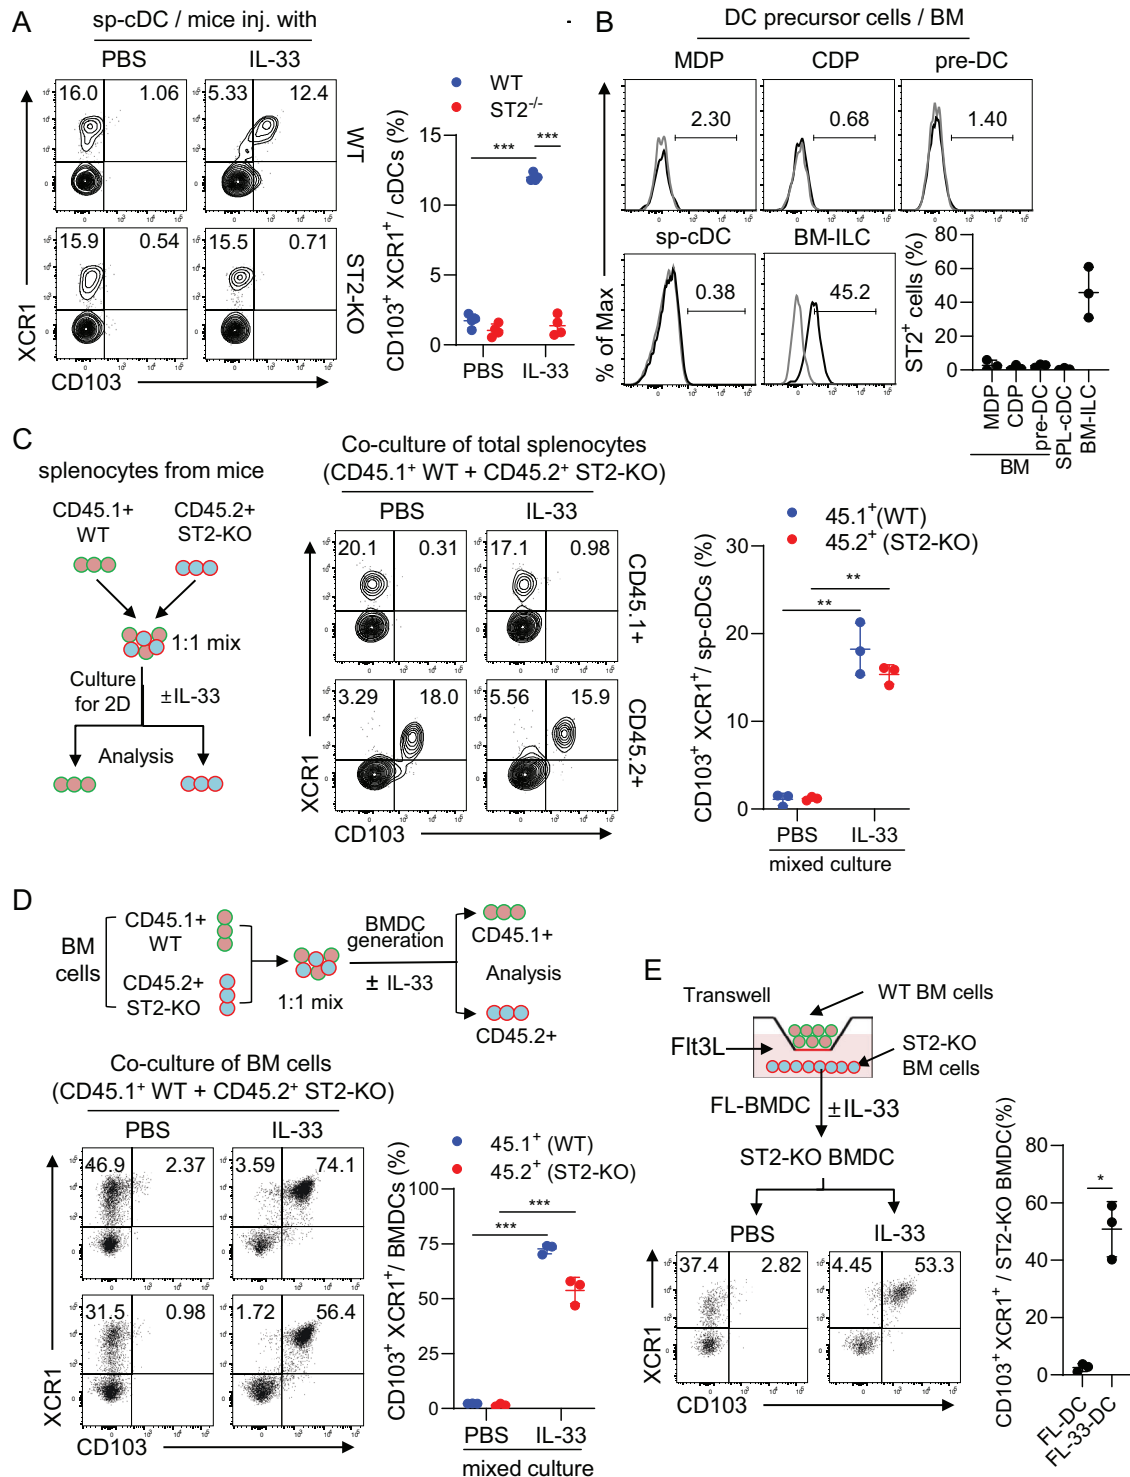 A
sp-cDC / mice inj. with
PBS
IL-33
16.0
1.06
5.33
12.4
WT
15.9
0.54
15.5
0.71
ST2-KO
XCR1
CD103
WT
ST2-/-
CD103+ XCR1+/ cDCs (%)
15
10
5
0
***
***
PBS
IL-33
B
DC precursor cells / BM
MDP
CDP
pre-DC
2.30
0.68
1.40
sp-cDC
BM-ILC
0.38
45.2
% of Max
ST2+ cells (%)
80
60
40
20
0
MDP
CDP
pre-DC
SPL-cDC
BM-ILC
BM
C
splenocytes from mice
CD45.1+
WT
CD45.2+
ST2-KO
1:1 mix
Culture
for 2D
±IL-33
Analysis
Co-culture of total splenocytes
(CD45.1+ WT + CD45.2+ ST2-KO)
PBS
IL-33
20.1
0.31
17.1
0.98
CD45.1+
3.29
18.0
5.56
15.9
CD45.2+
XCR1
CD103
45.1+(WT)
45.2+ (ST2-KO)
CD103+ XCR1+/ sp-cDCs (%)
30
20
10
0
**
**
PBS
IL-33
mixed culture
D
BM
cells
CD45.1+
WT
CD45.2+
ST2-KO
1:1 mix
BMDC
generation
± IL-33
CD45.1+
Analysis
CD45.2+
Co-culture of BM cells
(CD45.1+ WT + CD45.2+ ST2-KO)
PBS
IL-33
46.9
2.37
3.59
74.1
31.5
0.98
1.72
56.4
XCR1
CD103
45.1+ (WT)
45.2+ (ST2-KO)
CD103+ XCR1+/ BMDCs (%)
100
75
50
25
0
***
***
PBS
IL-33
mixed culture
E
Transwell
WT BM cells
Flt3L
ST2-KO
BM cells
FL-BMDC
±IL-33
ST2-KO BMDC
PBS
IL-33
37.4
2.82
4.45
53.3
XCR1
CD103
CD103+ XCR1+ / ST2-KO BMDC(%)
80
60
40
20
0
*
FL-DC
FL-33-DC